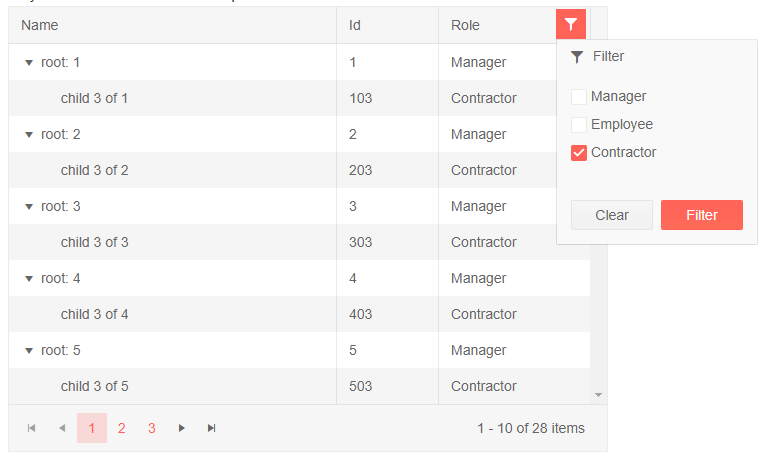 Name Id Role
Filter
root: 1 1 Manager
child 3 of 1 103 Contractor
root: 2 2 Manager
child 3 of 2 203 Contractor
root: 3 3 Manager
child 3 of 3 303 Contractor
root: 4 4 Manager
child 3 of 4 403 Contractor
root: 5 5 Manager
child 3 of 5 503 Contractor
Manager
Employee
Contractor
Clear Filter
1 2 3 1 - 10 of 28 items